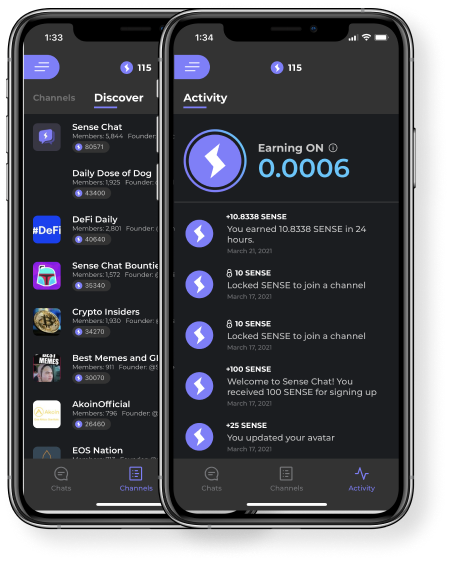 1:33
115
Channels
Discover
Sense Chat
Members: 5,844 Founder:
80571
Daily Dose of Dog
Members: 1,925 Founder:
43400
#DeFi
DeFi Daily
Members: 2,801 Founder:
40640
Sense Chat Bountie
Members: 1,572 Founder:
35340
Crypto Insiders
Members: 1,930 Founder:
34270
MEMES
Best Memes and GI
Members: 911 Founder: @S
30070
AkoinOfficial
Members: 796 Founder: @
26460
EOS Nation
Chats
Channels
1:34
115
Activity
Earning ON
0.0006
+10.8338 SENSE
You earned 10.8338 SENSE in 24
hours.
March 21, 2021
10 SENSE
Locked SENSE to join a channel
March 17, 2021
10 SENSE
Locked SENSE to join a channel
March 17, 2021
+100 SENSE
Welcome to Sense Chat! You
received 100 SENSE for signing up
March 17, 2021
+25 SENSE
You updated your avatar
March 17, 2021
Chats
Channels
Activity